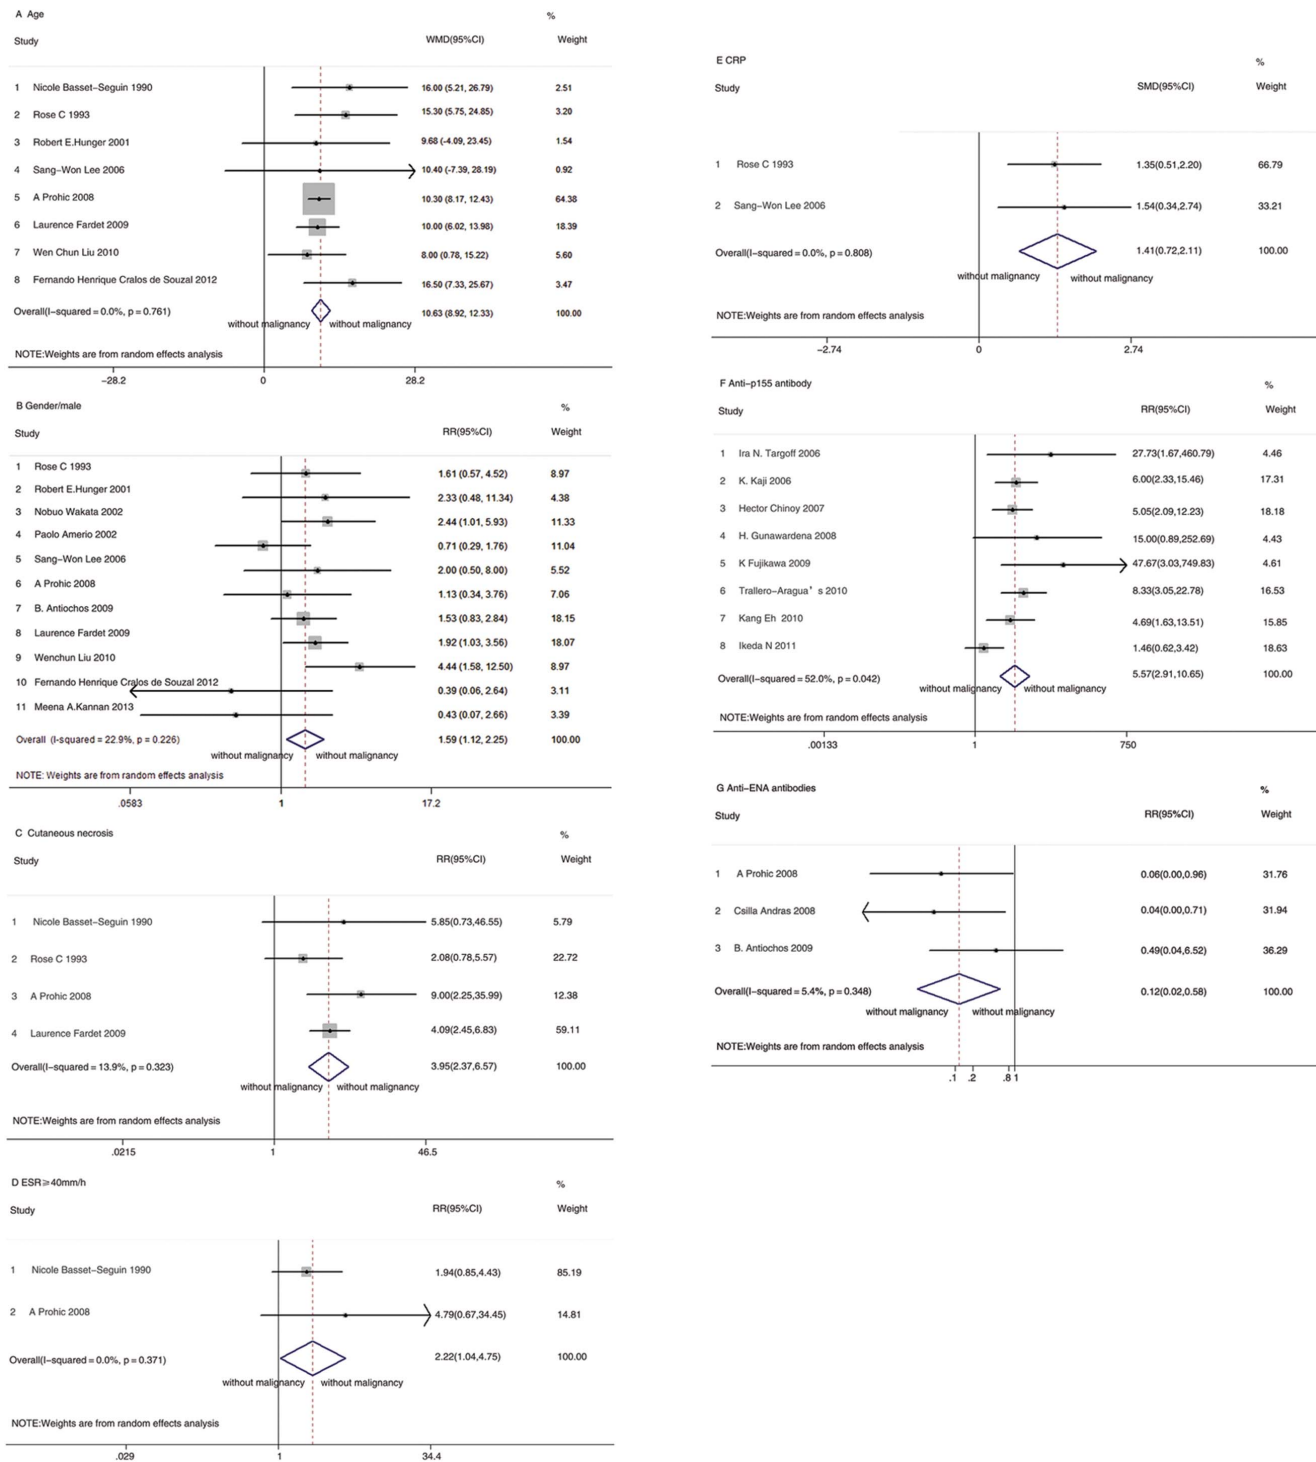 A Age %
Study WMD(95%CI) Weight
1 Nicole Basset-Seguin 1990 16.00 (5.21, 26.79) 2.51
2 Rose C 1993 15.30 (5.75, 24.85) 3.20
3 Robert E.Hunger 2001 9.68 (-4.09, 23.45) 1.54
4 Sang-Won Lee 2006 10.40 (-7.39, 28.19) 0.92
5 A Prohic 2008 10.30 (8.17, 12.43) 64.38
6 Laurence Fardet 2009 10.00 (6.02, 13.98) 18.39
7 Wen Chun Liu 2010 8.00 (0.78, 15.22) 5.60
8 Fernando Henrique Cralos de Souzal 2012 16.50 (7.33, 25.67) 3.47
Overall(I-squared = 0.0%, p = 0.761) 10.63 (8.92, 12.33) 100.00
without malignancy without malignancy
NOTE:Weights are from random effects analysis
-28.2 0 28.2
B Gender/male %
Study RR(95%CI) Weight
1 Rose C 1993 1.61 (0.57, 4.52) 8.97
2 Robert E.Hunger 2001 2.33 (0.48, 11.34) 4.38
3 Nobuo Wakata 2002 2.44 (1.01, 5.93) 11.33
4 Paolo Amerio 2002 0.71 (0.29, 1.76) 11.04
5 Sang-Won Lee 2006 2.00 (0.50, 8.00) 5.52
6 A Prohic 2008 1.13 (0.34, 3.76) 7.06
7 B. Antiochos 2009 1.53 (0.83, 2.84) 18.15
8 Laurence Fardet 2009 1.92 (1.03, 3.56) 18.07
9 Wenchun Liu 2010 4.44 (1.58, 12.50) 8.97
10 Fernando Henrique Cralos de Souzal 2012 0.39 (0.06, 2.64) 3.11
11 Meena A.Kannan 2013 0.43 (0.07, 2.66) 3.39
Overall (I-squared = 22.9%, p = 0.226) 1.59 (1.12, 2.25) 100.00
without malignancy without malignancy
NOTE: Weights are from random effects analysis
.0583 1 17.2
C Cutaneous necrosis %
Study RR(95%CI) Weight
1 Nicole Basset-Seguin 1990 5.85(0.73,46.55) 5.79
2 Rose C 1993 2.08(0.78,5.57) 22.72
3 A Prohic 2008 9.00(2.25,35.99) 12.38
4 Laurence Fardet 2009 4.09(2.45,6.83) 59.11
Overall(I-squared = 13.9%, p = 0.323) 3.95(2.37,6.57) 100.00
without malignancy without malignancy
NOTE:Weights are from random effects analysis
.0215 1 46.5
D ESR≥40mm/h %
Study RR(95%CI) Weight
1 Nicole Basset-Seguin 1990 1.94(0.85,4.43) 85.19
2 A Prohic 2008 4.79(0.67,34.45) 14.81
Overall(I-squared = 0.0%, p = 0.371) 2.22(1.04,4.75) 100.00
without malignancy without malignancy
NOTE:Weights are from random effects analysis
.029 1 34.4
E CRP %
Study SMD(95%CI) Weight
1 Rose C 1993 1.35(0.51,2.20) 66.79
2 Sang-Won Lee 2006 1.54(0.34,2.74) 33.21
Overall(I-squared = 0.0%, p = 0.808) 1.41(0.72,2.11) 100.00
without malignancy without malignancy
NOTE:Weights are from random effects analysis
-2.74 0 2.74
F Anti-p155 antibody %
Study RR(95%CI) Weight
1 Ira N. Targoff 2006 27.73(1.67,460.79) 4.46
2 K. Kaji 2006 6.00(2.33,15.46) 17.31
3 Hector Chinoy 2007 5.05(2.09,12.23) 18.18
4 H. Gunawardena 2008 15.00(0.89,252.69) 4.43
5 K Fujikawa 2009 47.67(3.03,749.83) 4.61
6 Trallero-Aragua' s 2010 8.33(3.05,22.78) 16.53
7 Kang Eh 2010 4.69(1.63,13.51) 15.85
8 Ikeda N 2011 1.46(0.62,3.42) 18.63
Overall(I-squared = 52.0%, p = 0.042) 5.57(2.91,10.65) 100.00
without malignancy without malignancy
NOTE:Weights are from random effects analysis
.00133 1 750
G Anti-ENA antibodies %
Study RR(95%CI) Weight
1 A Prohic 2008 0.06(0.00,0.96) 31.76
2 Csilla Andras 2008 0.04(0.00,0.71) 31.94
3 B. Antiochos 2009 0.49(0.04,6.52) 36.29
Overall(I-squared = 5.4%, p = 0.348) 0.12(0.02,0.58) 100.00
without malignancy without malignancy
NOTE:Weights are from random effects analysis
.1 .2 .8 1